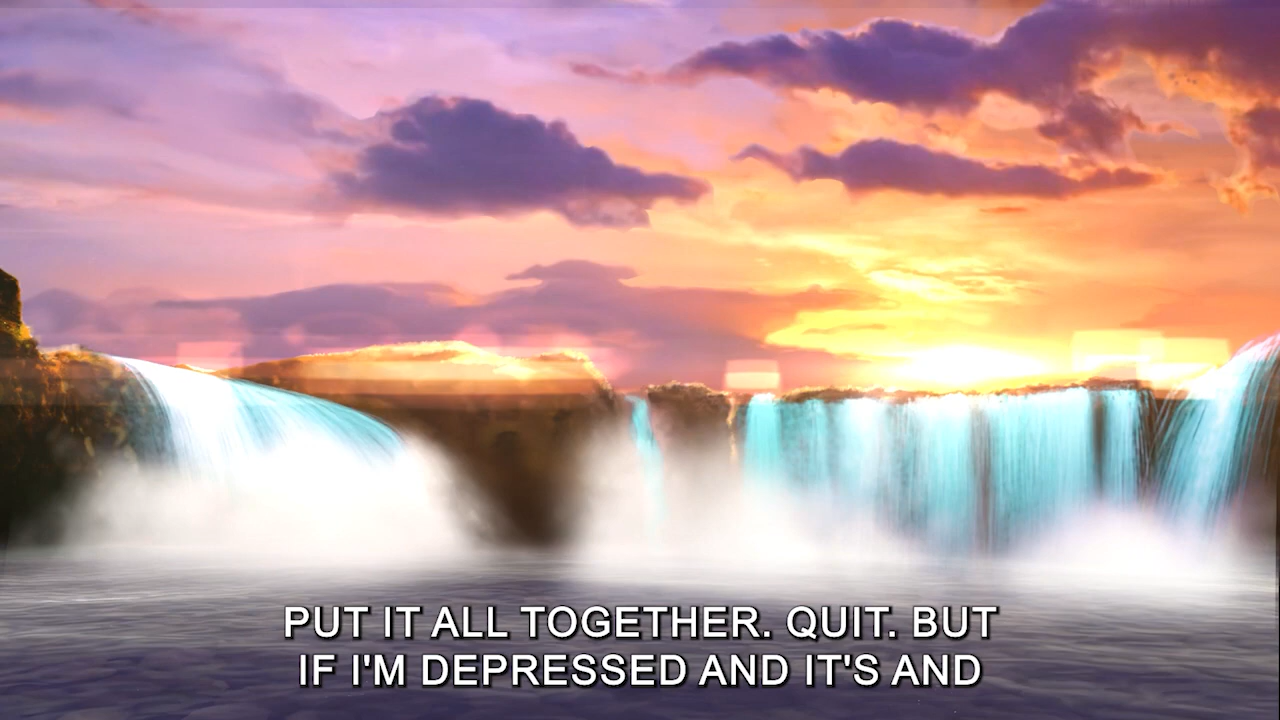 PUT IT ALL TOGETHER. QUIT. BUT
IF I'M DEPRESSED AND IT'S AND